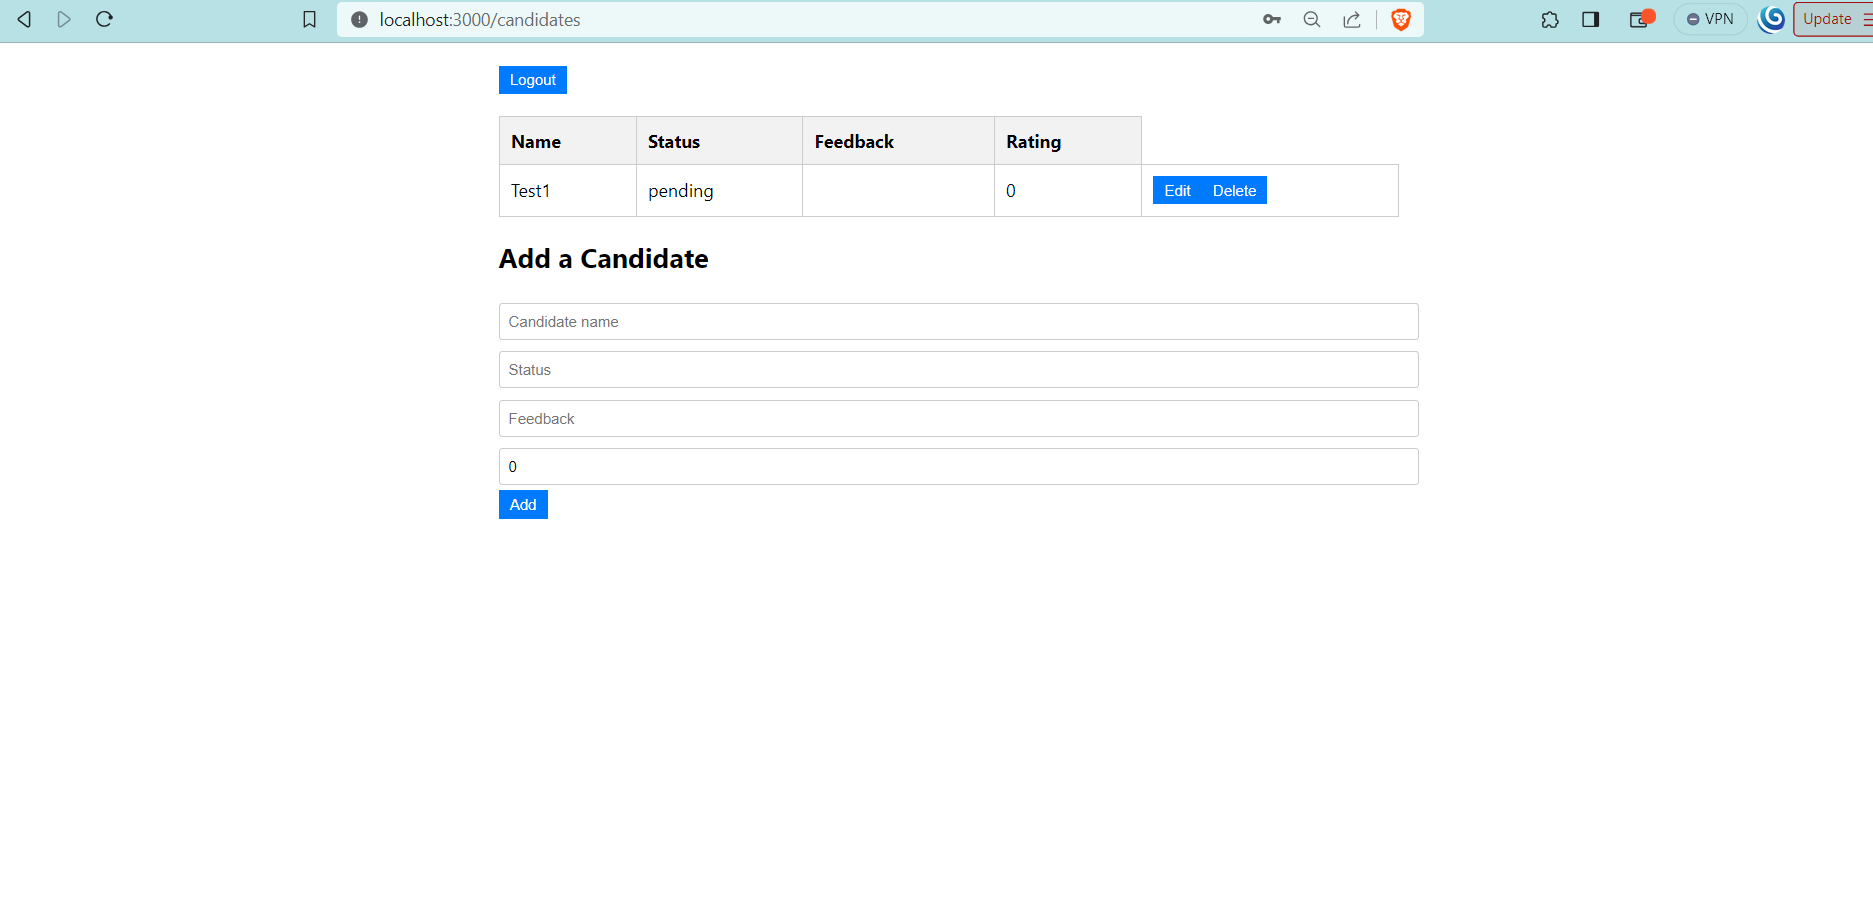 localhost:3000/candidates
VPN
Update
Logout
Name Status Feedback Rating
Test1 pending 0 Edit Delete
Add a Candidate
Candidate name
Status
Feedback
0
Add